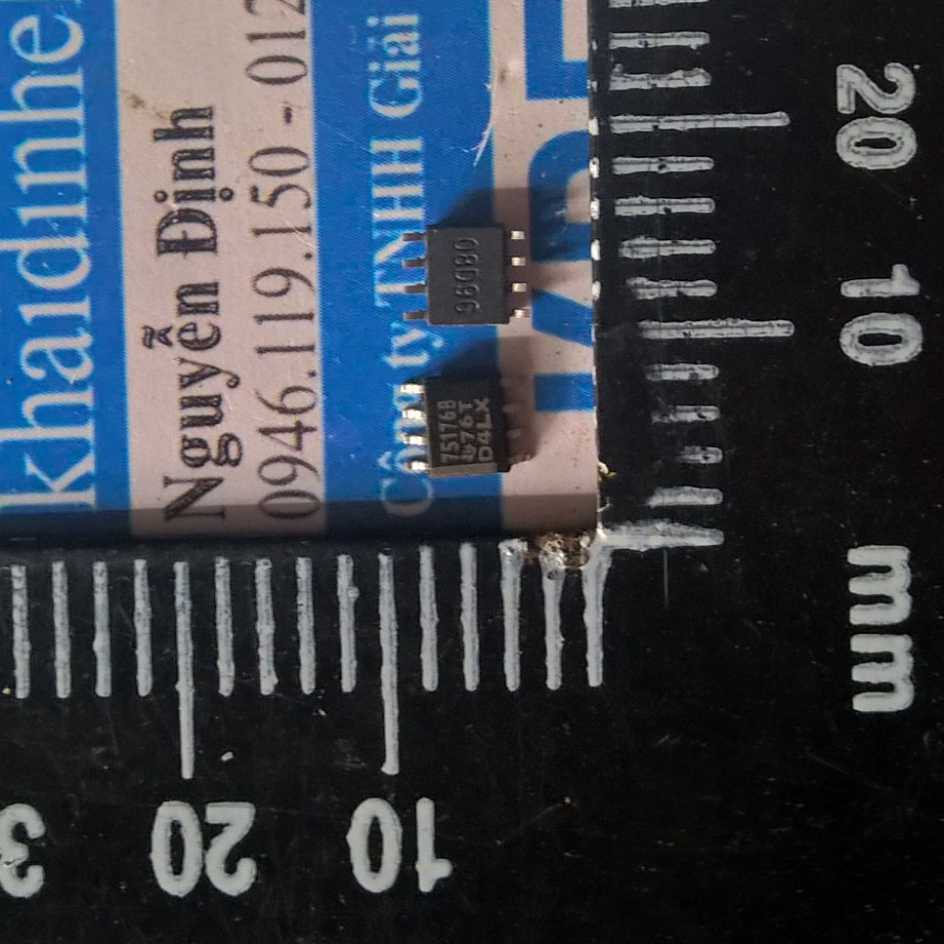 khaidinhe
Nguyễn Định
0946.119.150 - 012
Công ty TNHH Giải
75176B
76T
D4LX
20
10
mm
10
20
3